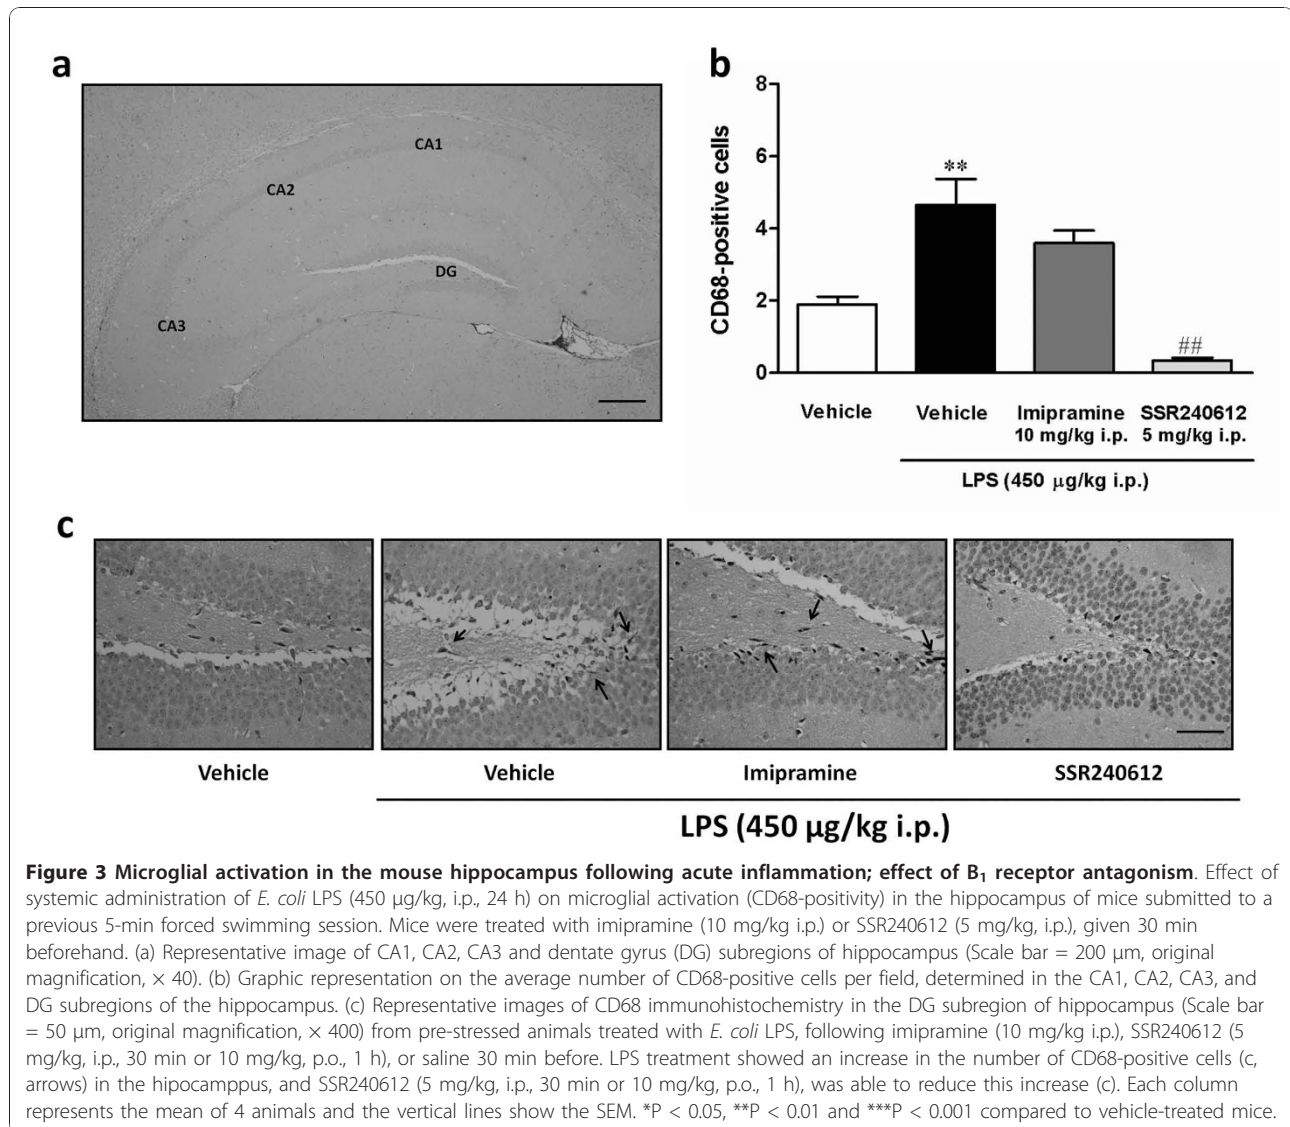 a
CA1
CA2
DG
CA3
b
CD68-positive cells
8
6
4
2
0
**
##
Vehicle
Vehicle
Imipramine
10 mg/kg i.p.
SSR240612
5 mg/kg i.p.
LPS (450 µg/kg i.p.)
c
Vehicle
Vehicle
Imipramine
SSR240612
LPS (450 µg/kg i.p.)
Figure 3 Microglial activation in the mouse hippocampus following acute inflammation; effect of B₁ receptor antagonism. Effect of
systemic administration of E. coli LPS (450 µg/kg, i.p., 24 h) on microglial activation (CD68-positivity) in the hippocampus of mice submitted to a
previous 5-min forced swimming session. Mice were treated with imipramine (10 mg/kg i.p.) or SSR240612 (5 mg/kg, i.p.), given 30 min
beforehand. (a) Representative image of CA1, CA2, CA3 and dentate gyrus (DG) subregions of hippocampus (Scale bar = 200 µm, original
magnification, × 40). (b) Graphic representation on the average number of CD68-positive cells per field, determined in the CA1, CA2, CA3, and
DG subregions of the hippocampus. (c) Representative images of CD68 immunohistochemistry in the DG subregion of hippocampus (Scale bar
= 50 µm, original magnification, × 400) from pre-stressed animals treated with E. coli LPS, following imipramine (10 mg/kg i.p.), SSR240612 (5
mg/kg, i.p., 30 min or 10 mg/kg, p.o., 1 h), or saline 30 min before. LPS treatment showed an increase in the number of CD68-positive cells (c,
arrows) in the hipocamppus, and SSR240612 (5 mg/kg, i.p., 30 min or 10 mg/kg, p.o., 1 h), was able to reduce this increase (c). Each column
represents the mean of 4 animals and the vertical lines show the SEM. *P < 0.05, **P < 0.01 and ***P < 0.001 compared to vehicle-treated mice.